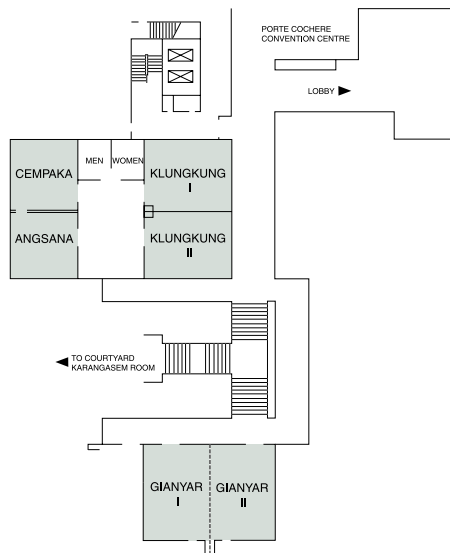 PORTE COCHERE
CONVENTION CENTRE
LOBBY
MEN
WOMEN
CEMPAKA
KLUNGKUNG
I
ANGSANA
KLUNGKUNG
II
TO COURTYARD
KARANGASEM ROOM
GIANYAR
I
GIANYAR
II